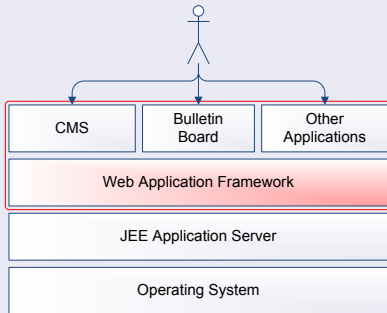 CMS
Bulletin
Board
Other
Applications
Web Application Framework
JEE Application Server
Operating System